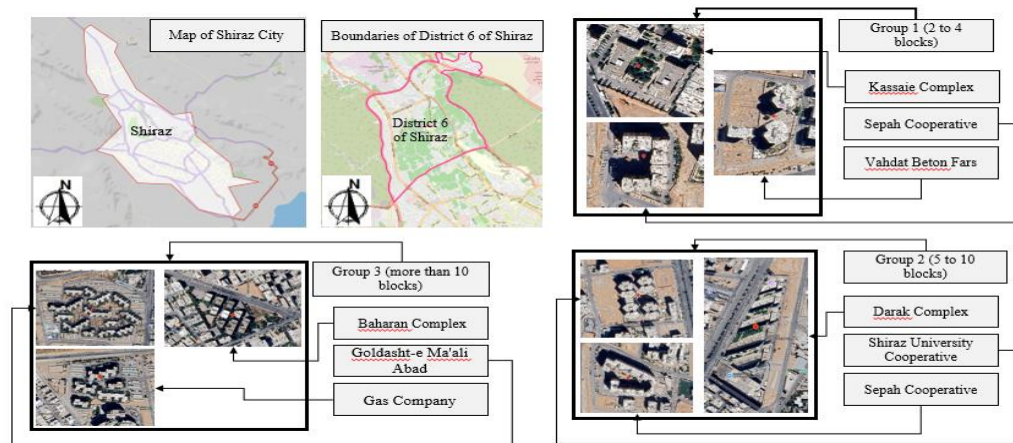 Map of Shiraz City
Shiraz
N
Boundaries of District 6 of Shiraz
District 6
of Shiraz
N
Group 1 (2 to 4
blocks)
Kassaie Complex
Sepah Cooperative
Vahdat Beton Fars
Group 3 (more than 10
blocks)
Baharan Complex
Goldasht-e Ma'ali
Abad
Gas Company
Group 2 (5 to 10
blocks)
Darak Complex
Shiraz University
Cooperative
Sepah Cooperative